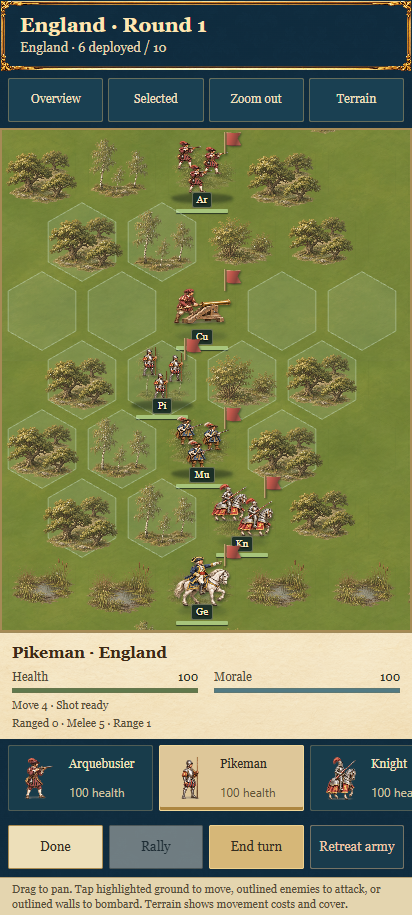 England · Round 1
England · 6 deployed / 10
Overview
Selected
Zoom out
Terrain
Ar
Cu
Pi
Mu
Kn
Ge
Pikeman · England
Health 100
Morale 100
Move 4 · Shot ready
Ranged 0 · Melee 5 · Range 1
Arquebusier
100 health
Pikeman
100 health
Knight
100 hea
Done
Rally
End turn
Retreat army
Drag to pan. Tap highlighted ground to move, outlined enemies to attack, or
outlined walls to bombard. Terrain shows movement costs and cover.